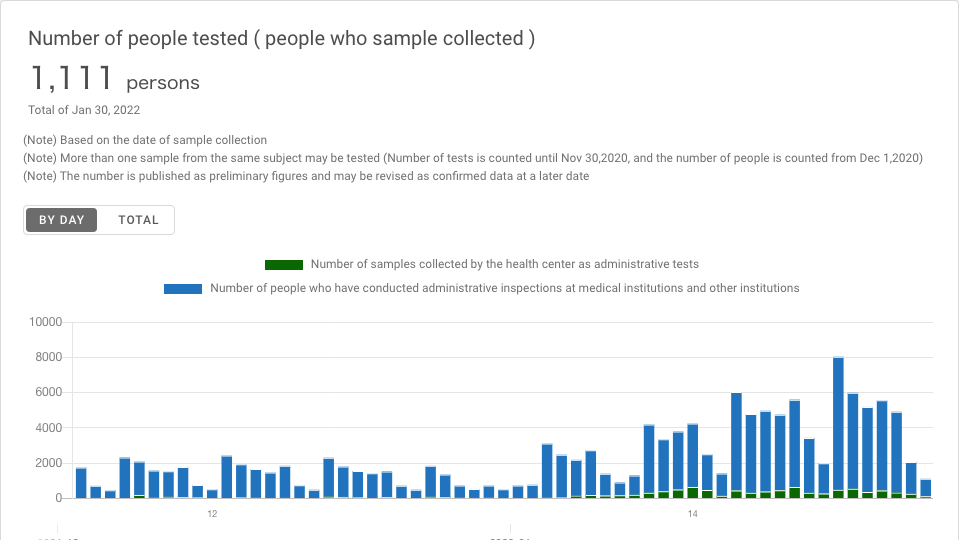 Number of people tested ( people who sample collected )
1,111 persons
Total of Jan 30, 2022
(Note) Based on the date of sample collection
(Note) More than one sample from the same subject may be tested (Number of tests is counted until Nov 30,2020, and the number of people is counted from Dec 1,2020)
(Note) The number is published as preliminary figures and may be revised as confirmed data at a later date
BY DAY TOTAL
Number of samples collected by the health center as administrative tests
Number of people who have conducted administrative inspections at medical institutions and other institutions
10000
8000
6000
4000
2000
0
12 14